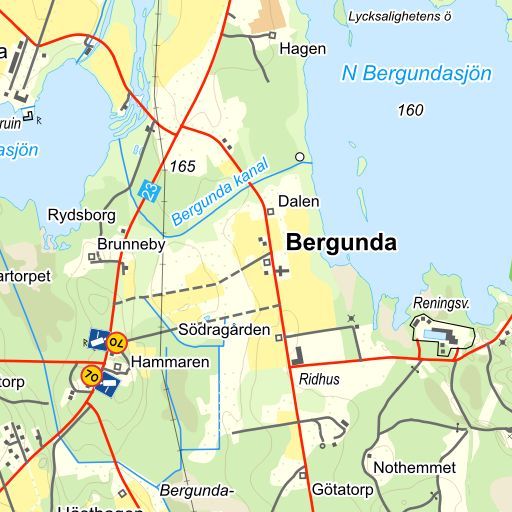 Lycksalighetens ö
Hagen
N Bergundasjön
160
a
ruin
asjön
165
Bergunda kanal
23
Dalen
Rydsborg
Brunneby
Bergunda
artorpet
Reningsv.
Södragården
70
Hammaren
70
torp
Ridhus
Nothemmet
Bergunda-
Götatorp